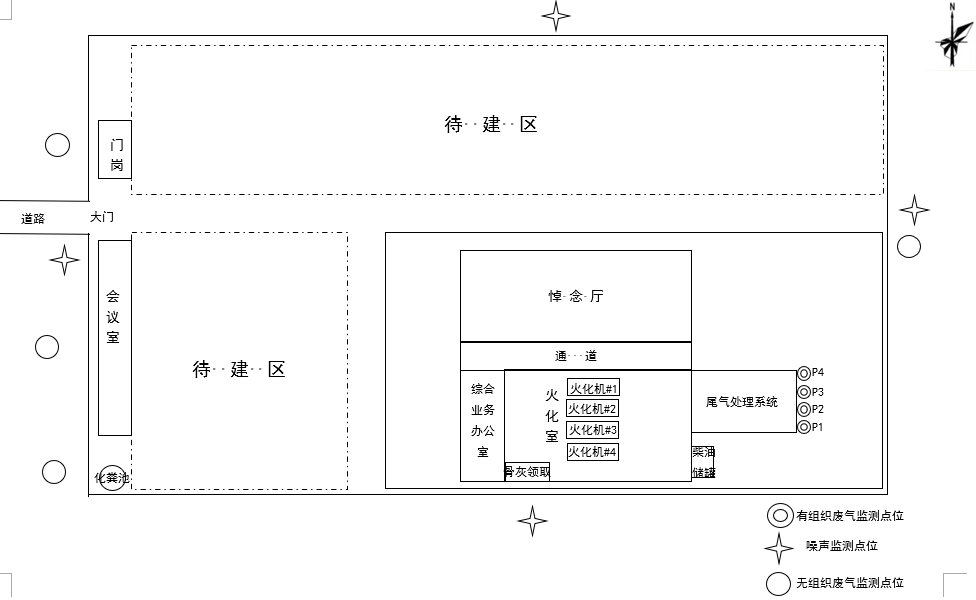 N
待 建 区
门
岗
道路
大门
会
议
室
待 建 区
悼 念 厅
通 道
综合
业务
办公
室
火
化
室
火化机#1
火化机#2
火化机#3
火化机#4
骨灰领取
尾气处理系统
P4
P3
P2
P1
柴油
储罐
化粪池
有组织废气监测点位
噪声监测点位
无组织废气监测点位